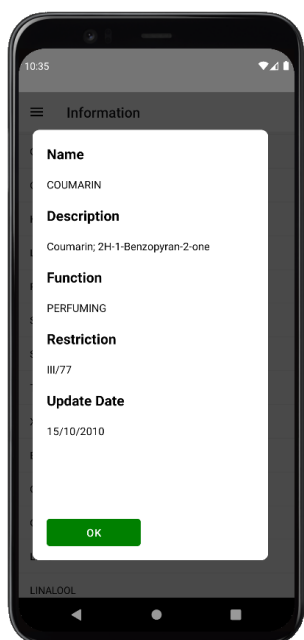 10:35
Information
Name
COUMARIN
Description
Coumarin; 2H-1-Benzopyran-2-one
Function
PERFUMING
Restriction
III/77
Update Date
15/10/2010
OK
LINALOOL